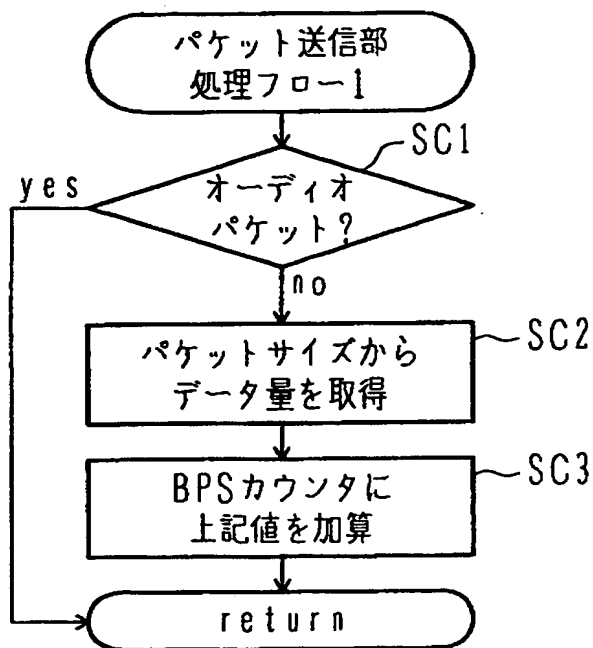 パケット送信部
処理フロー1
SC1
yes
オーディオ
パケット?
no
パケットサイズから
データ量を取得
SC2
BPSカウンタに
上記値を加算
SC3
return